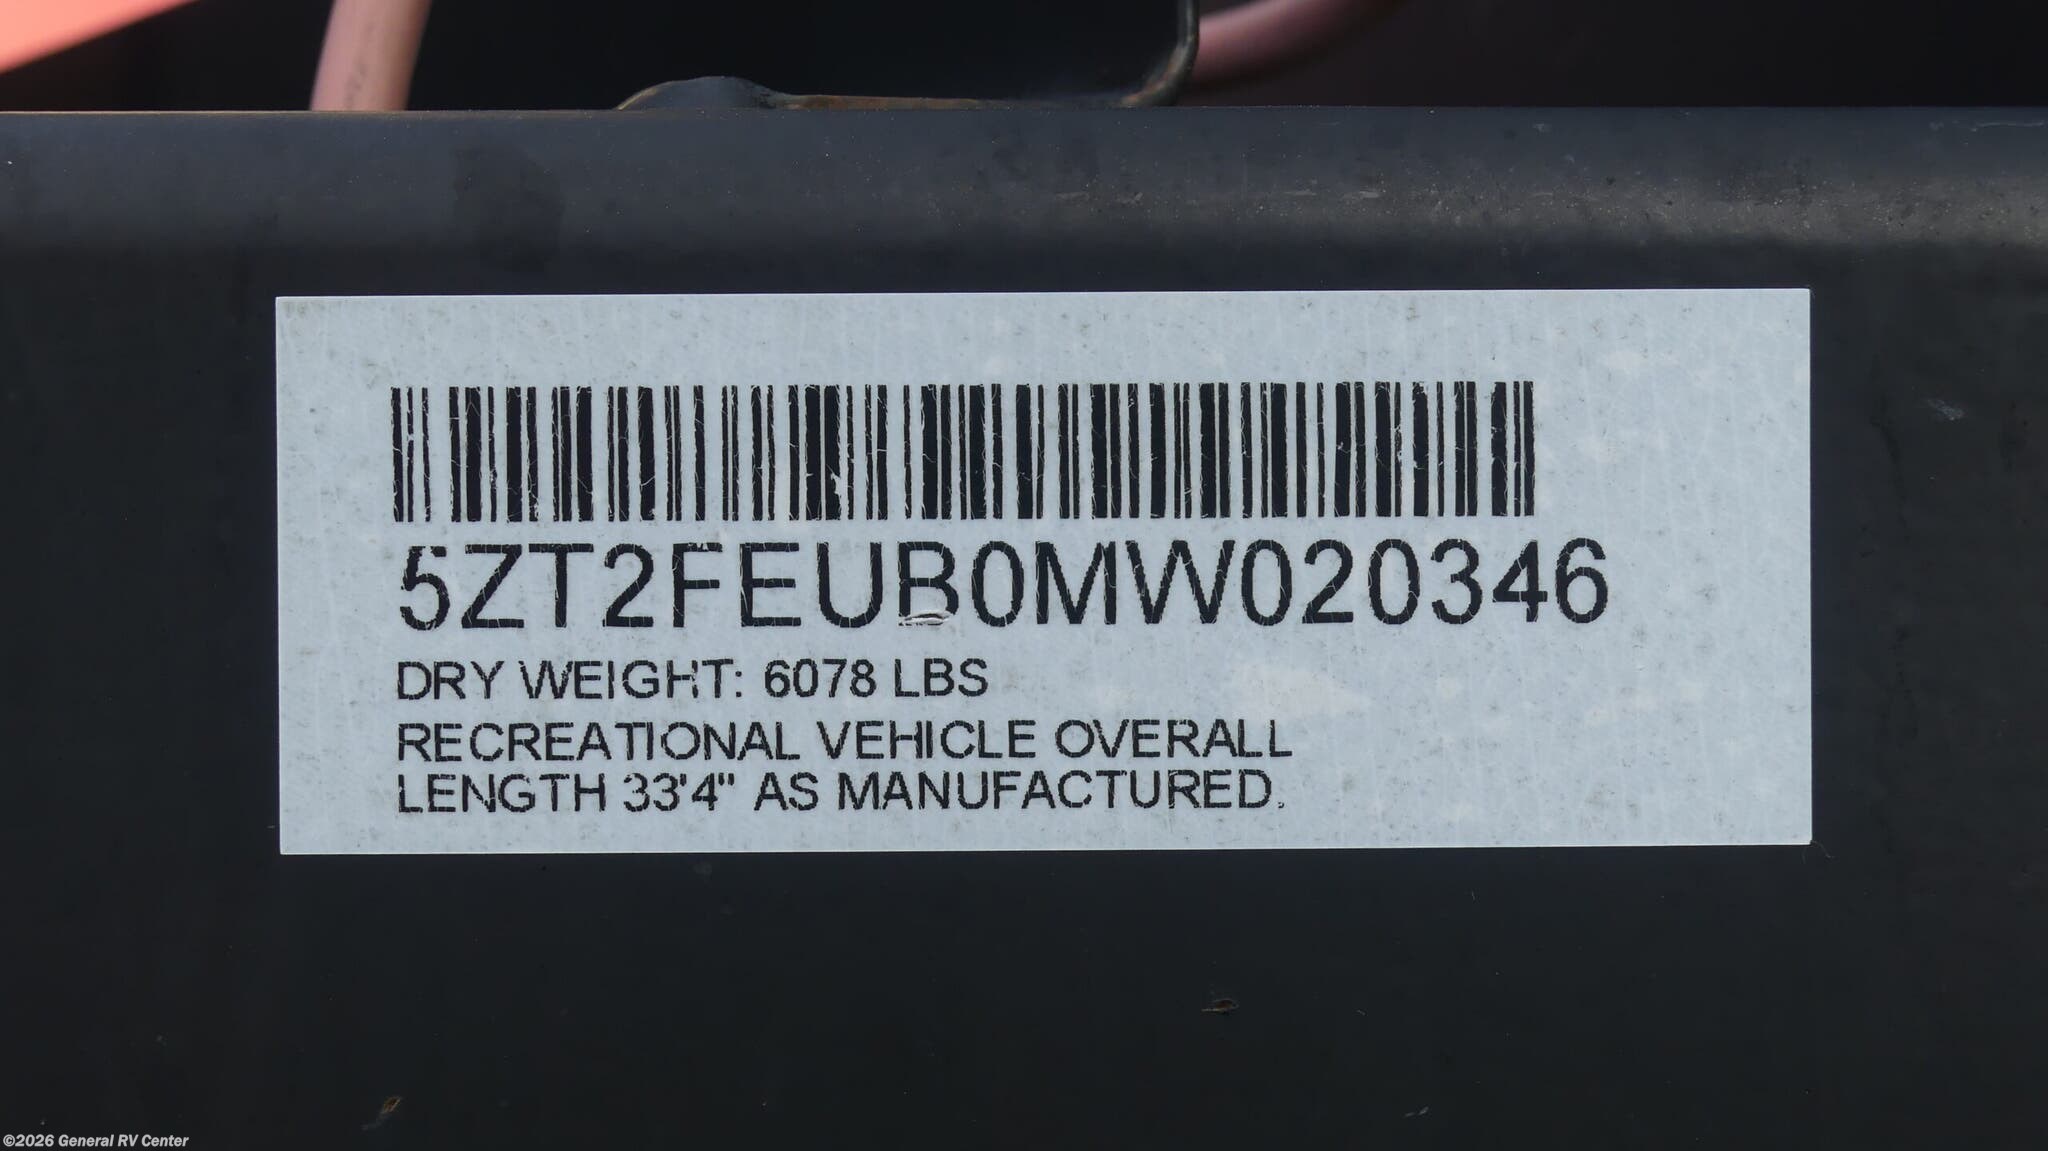 5ZT2FEUB0MW020346
DRY WEIGHT: 6078 LBS
RECREATIONAL VEHICLE OVERALL
LENGTH 33'4" AS MANUFACTURED.
©2026 General RV Center